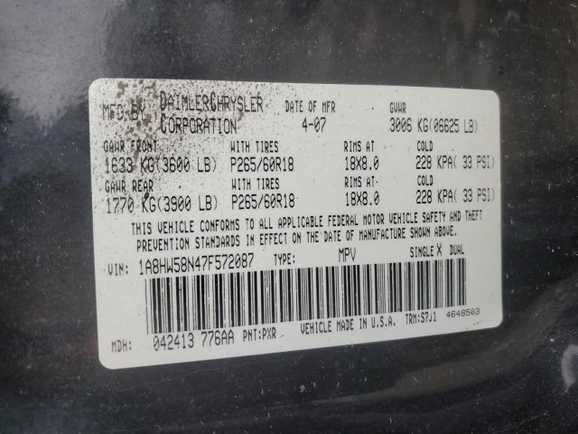 MFD BY DAIMLERCHRYSLER CORPORATION DATE OF MFR 4-07 GVWR 3006 KG(06625 LB)
GAWR FRONT WITH TIRES RIMS AT COLD
1633 KG(3600 LB) P265/60R18 18X8.0 228 KPA( 33 PSI)
GAWR REAR WITH TIRES RIMS AT COLD
1770 KG(3900 LB) P265/60R18 18X8.0 228 KPA( 33 PSI)
THIS VEHICLE CONFORMS TO ALL APPLICABLE FEDERAL MOTOR VEHICLE SAFETY AND THEFT
PREVENTION STANDARDS IN EFFECT ON THE DATE OF MANUFACTURE SHOWN ABOVE.
VIN: 1A8HW58N47F572087 TYPE: MPV SINGLE X DUAL
MDH: 042413 776AA PNT:PXR VEHICLE MADE IN U.S.A. TRM:S7J1 4648503